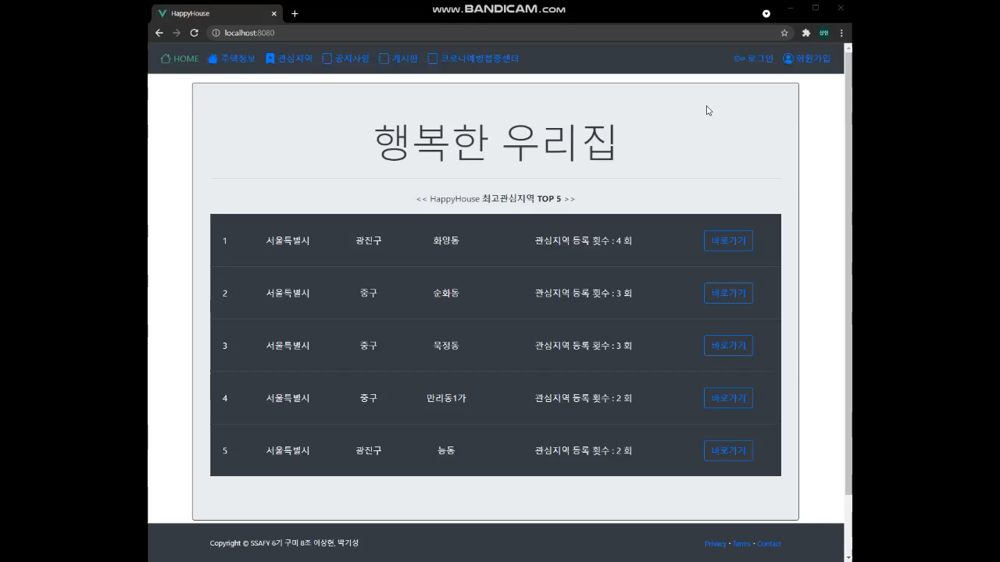 www.BANDICAM.com
HappyHouse
localhost:8080
상헌
HOME 주택정보 관심지역 공지사항 게시판 코로나예방접종센터 로그인 회원가입
행복한 우리집
<< HappyHouse 최고관심지역 TOP 5 >>
1 서울특별시 광진구 화양동 관심지역 등록 횟수 : 4 회 바로가기
2 서울특별시 중구 순화동 관심지역 등록 횟수 : 3 회 바로가기
3 서울특별시 중구 묵정동 관심지역 등록 횟수 : 3 회 바로가기
4 서울특별시 중구 만리동1가 관심지역 등록 횟수 : 2 회 바로가기
5 서울특별시 광진구 능동 관심지역 등록 횟수 : 2 회 바로가기
Copyright © SSAFY 6기 구미 8조 이상헌, 박기성
Privacy · Terms · Contact